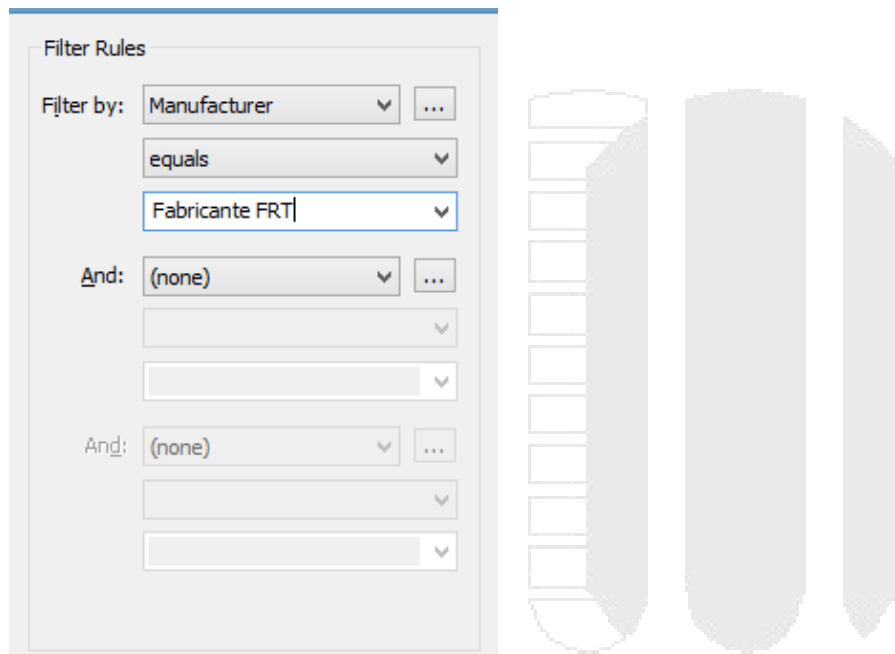 Filter Rules
Filter by: Manufacturer ...
equals
Fabricante FRT
And: (none) ...
And: (none) ...